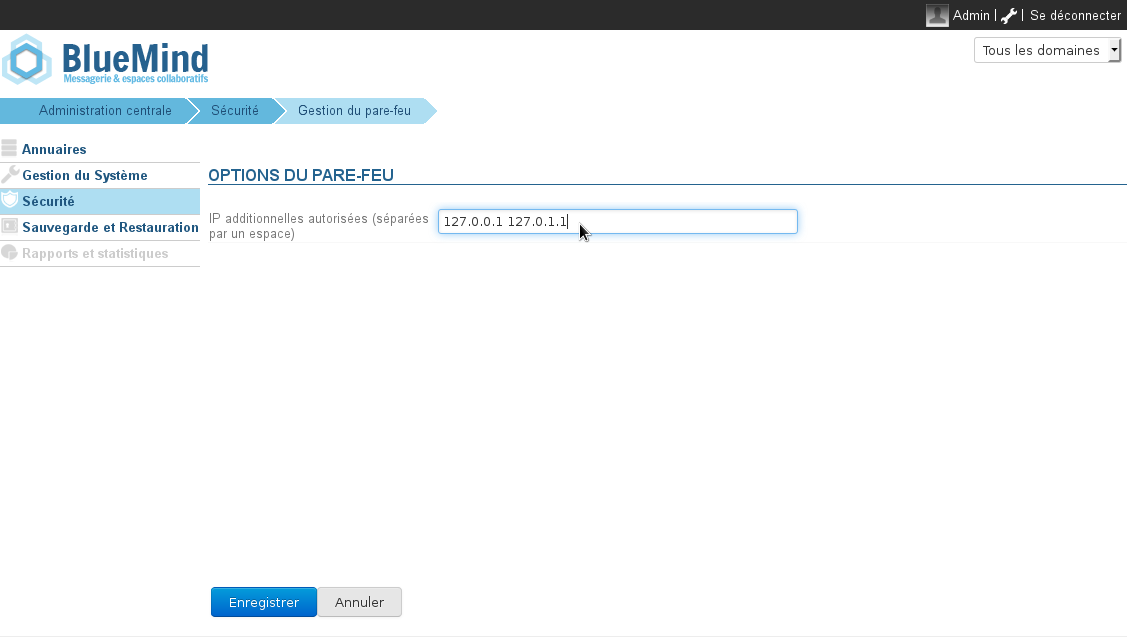 Admin | | Se déconnecter
BlueMind
Messagerie & espaces collaboratifs
Tous les domaines
Administration centrale Sécurité Gestion du pare-feu
Annuaires
Gestion du Système
Sécurité
Sauvegarde et Restauration
Rapports et statistiques
OPTIONS DU PARE-FEU
IP additionnelles autorisées (séparées
par un espace)
127.0.0.1 127.0.1.1
Enregistrer Annuler